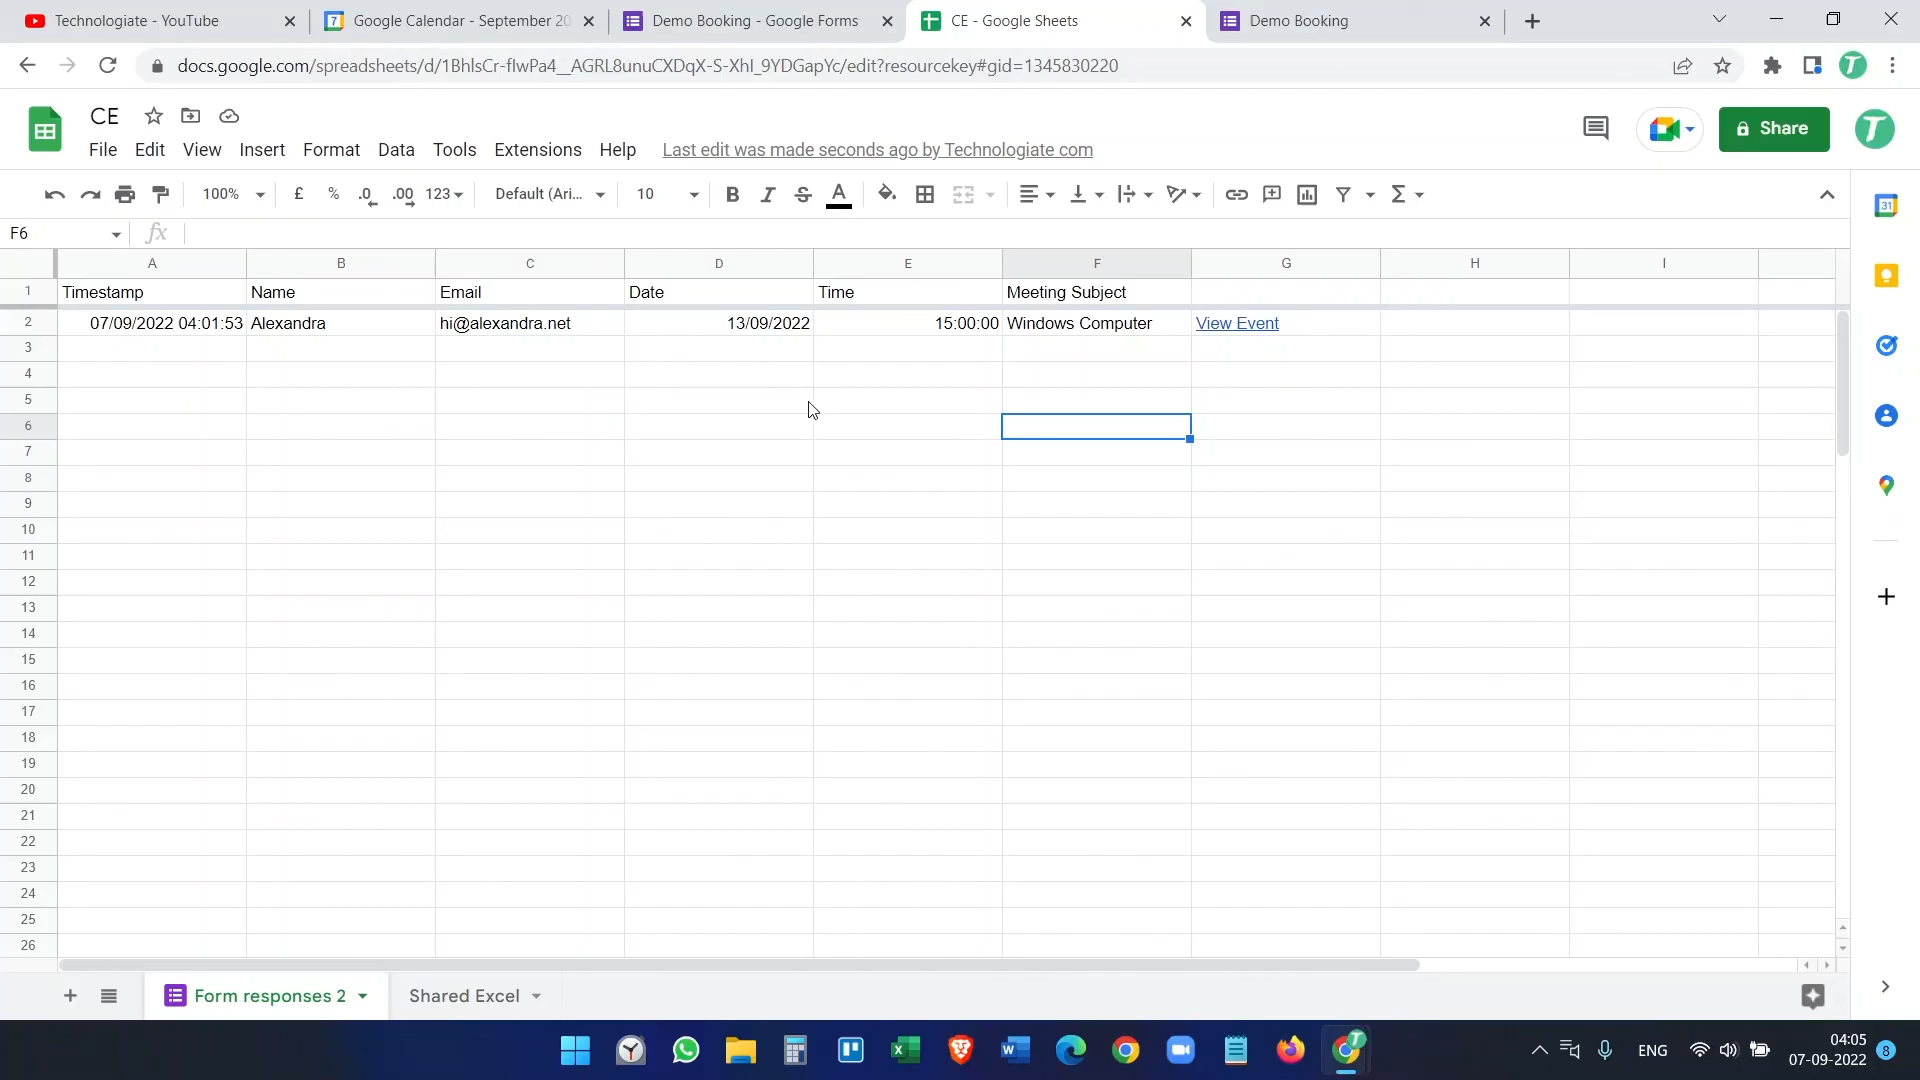 Technologiate - YouTube
Google Calendar - September 20
Demo Booking - Google Forms
CE - Google Sheets
Demo Booking
docs.google.com/spreadsheets/d/1BhlsCr-flwPa4__AGRL8unuCXDqX-S-XhI_9YDGapYc/edit?resourcekey#gid=1345830220
CE
File Edit View Insert Format Data Tools Extensions Help Last edit was made seconds ago by Technologiate com
Share
100% £ % .0 .00 123 Default (Ari... 10 B I S A Σ
F6 fx
A B C D E F G H I
1 Timestamp Name Email Date Time Meeting Subject
2 07/09/2022 04:01:53 Alexandra hi@alexandra.net 13/09/2022 15:00:00 Windows Computer View Event
3
4
5
6
7
8
9
10
11
12
13
14
15
16
17
18
19
20
21
22
23
24
25
26
Form responses 2 Shared Excel
ENG
04:05
07-09-2022
8